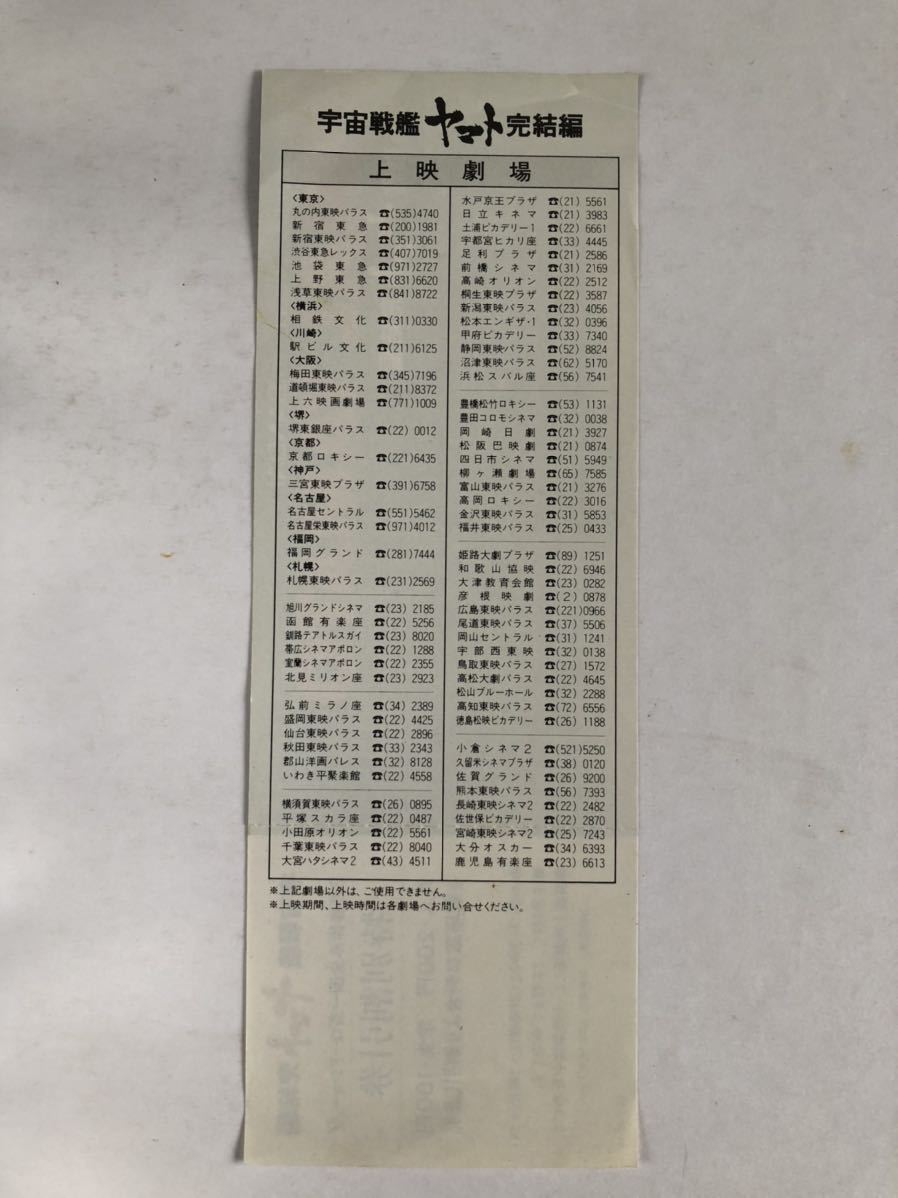 宇宙戦艦ヤマト完結編
上映劇場
〈東京〉
丸の内東映パラス ☎(535)4740
新宿東急 ☎(200)1981
新宿東映パラス ☎(351)3061
渋谷東急レックス ☎(407)7019
池袋東急 ☎(971)2727
上野東急 ☎(831)6620
浅草東映パラス ☎(841)8722
〈横浜〉
相鉄文化 ☎(311)0330
〈川崎〉
駅ビル文化 ☎(211)6125
〈大阪〉
梅田東映パラス ☎(345)7196
道頓堀東映パラス ☎(211)8372
上六映画劇場 ☎(771)1009
〈堺〉
堺東銀座パラス ☎(22)0012
〈京都〉
京都ロキシー ☎(221)6435
〈神戸〉
三宮東映プラザ ☎(391)6758
〈名古屋〉
名古屋セントラル ☎(551)5462
名古屋栄東映パラス ☎(971)4012
〈福岡〉
福岡グランド ☎(281)7444
〈札幌〉
札幌東映パラス ☎(231)2569
旭川グランドシネマ ☎(23)2185
函館有楽座 ☎(22)5256
釧路テアトルスガイ ☎(23)8020
帯広シネマアポロン ☎(22)1288
室蘭シネマアポロン ☎(22)2355
北見ミリオン座 ☎(23)2923
弘前ミラノ座 ☎(34)2389
盛岡東映パラス ☎(22)4425
仙台東映パラス ☎(22)2896
秋田東映パラス ☎(33)2343
郡山洋画パレス ☎(32)8128
いわき平聚楽館 ☎(22)4558
横須賀東映パラス ☎(26)0895
平塚スカラ座 ☎(22)0487
小田原オリオン ☎(22)5561
千葉東映パラス ☎(22)8040
大宮ハタシネマ2 ☎(43)4511
水戸京王プラザ ☎(21)5561
日立キネマ ☎(21)3983
土浦ピカデリー1 ☎(22)6661
宇都宮ヒカリ座 ☎(33)4445
足利プラザ ☎(21)2586
前橋シネマ ☎(31)2169
高崎オリオン ☎(22)2512
桐生東映プラザ ☎(22)3587
新潟東映パラス ☎(23)4056
松本エンギザ・1 ☎(32)0396
甲府ピカデリー ☎(33)7340
静岡東映パラス ☎(52)8824
沼津東映パラス ☎(62)5170
浜松スバル座 ☎(56)7541
豊橋松竹ロキシー ☎(53)1131
豊田コロモシネマ ☎(32)0038
岡崎日劇 ☎(21)3927
松阪巴映劇 ☎(21)0874
四日市シネマ ☎(51)5949
柳ヶ瀬劇場 ☎(65)7585
富山東映パラス ☎(21)3276
高岡ロキシー ☎(22)3016
金沢東映パラス ☎(31)5853
福井東映パラス ☎(25)0433
姫路大劇プラザ ☎(89)1251
和歌山協映 ☎(22)6946
大津教育会館 ☎(23)0282
彦根映劇 ☎(2)0878
広島東映パラス ☎(221)0966
尾道東映パラス ☎(37)5506
岡山セントラル ☎(31)1241
宇部西東映 ☎(32)0138
鳥取東映パラス ☎(27)1572
高松大劇パラス ☎(22)4645
松山ブルーホール ☎(32)2288
高知東映パラス ☎(72)6556
徳島松映ピカデリー ☎(26)1188
小倉シネマ2 ☎(521)5250
久留米シネマプラザ ☎(38)0120
佐賀グランド ☎(26)9200
熊本東映パラス ☎(56)7393
長崎東映シネマ2 ☎(22)2482
佐世保ピカデリー ☎(22)2870
宮崎東映シネマ2 ☎(25)7243
大分オスカー ☎(34)6393
鹿児島有楽座 ☎(23)6613
※上記劇場以外は、ご使用できません。
※上映期間、上映時間は各劇場へお問い合せください。